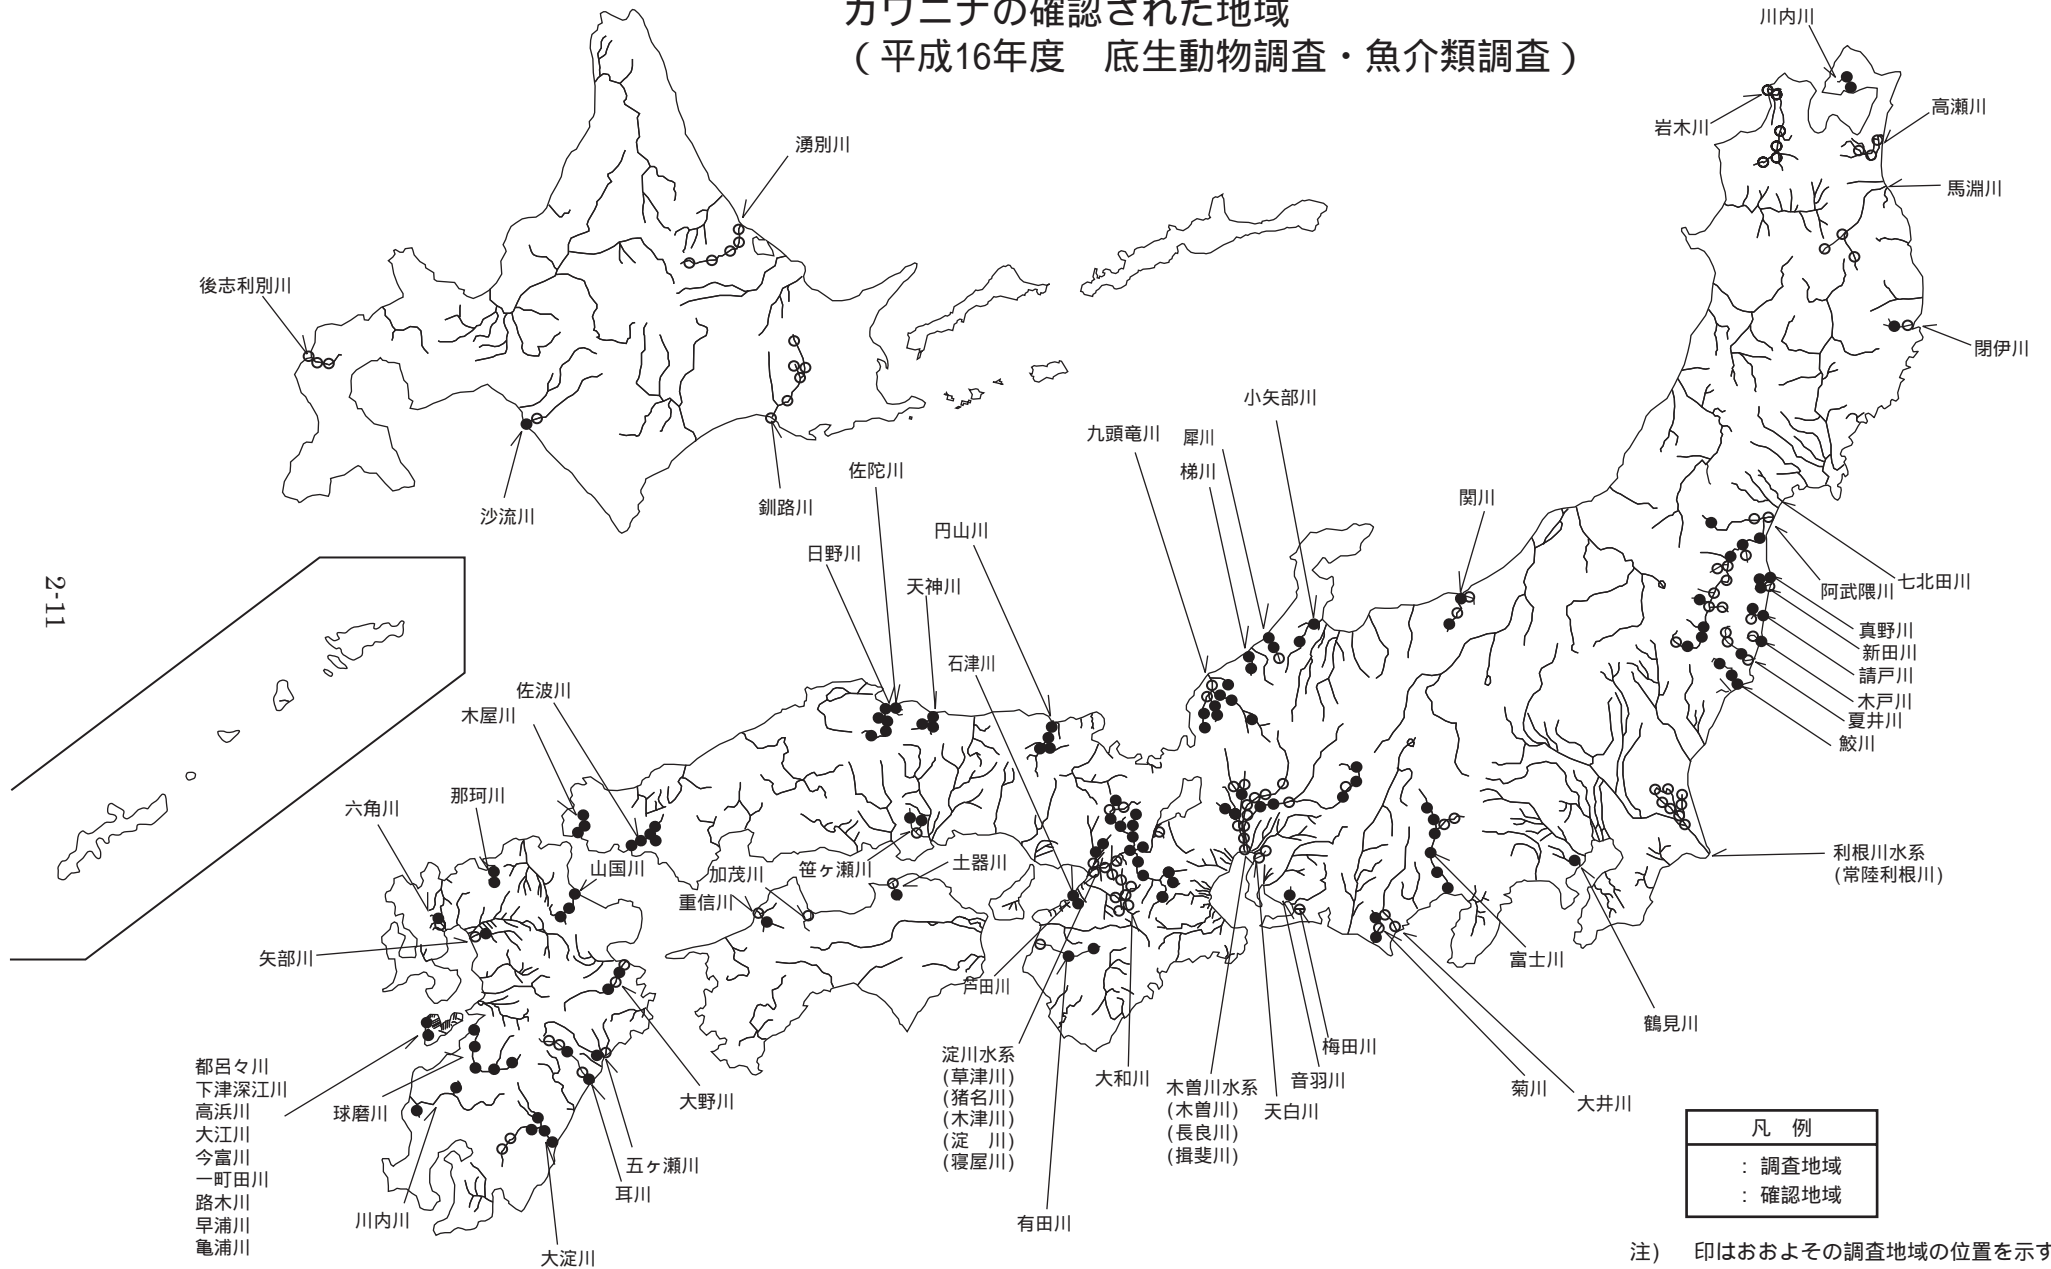 カワニナの確認された地域
（平成16年度　底生動物調査・魚介類調査）
川内川
岩木川
高瀬川
馬淵川
閉伊川
湧別川
後志利別川
沙流川
釧路川
小矢部川
九頭竜川
犀川
梯川
関川
佐陀川
日野川
円山川
天神川
石津川
佐波川
木屋川
那珂川
六角川
山国川
加茂川
重信川
笹ヶ瀬川
土器川
矢部川
芦田川
七北田川
阿武隈川
真野川
新田川
請戸川
木戸川
夏井川
鮫川
利根川水系
(常陸利根川)
富士川
鶴見川
菊川
大井川
梅田川
音羽川
天白川
木曽川水系
(木曽川)
(長良川)
(揖斐川)
大和川
淀川水系
(草津川)
(猪名川)
(木津川)
(淀　川)
(寝屋川)
有田川
大野川
五ヶ瀬川
耳川
大淀川
川内川
球磨川
都呂々川
下津深江川
高浜川
大江川
今富川
一町田川
路木川
早浦川
亀浦川
凡　例
：調査地域
：確認地域
注)　印はおおよその調査地域の位置を示す
2-11